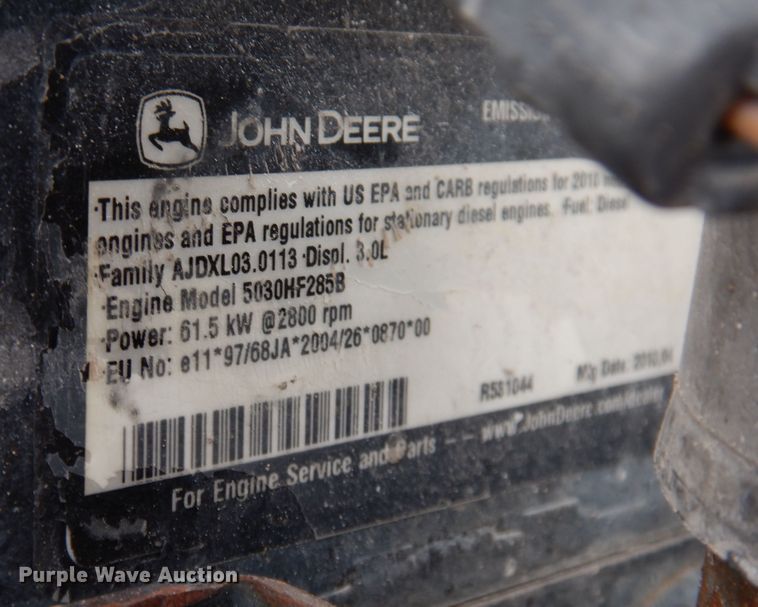 JOHN DEERE
·This engine complies with US EPA and CARB regulations for 2010
engines and EPA regulations for stationary diesel engines. ·Fuel: Diesel
·Family AJDXL03.0113 ·Displ. 3.0L
·Engine Model 5030HF285B
·Power: 61.5 kW @2800 rpm
·EU No: e11*97/68JA*2004/26*0870*00
R531044 Mfg Date
For Engine Service and Parts -- www.JohnDeere.com
Purple Wave Auction